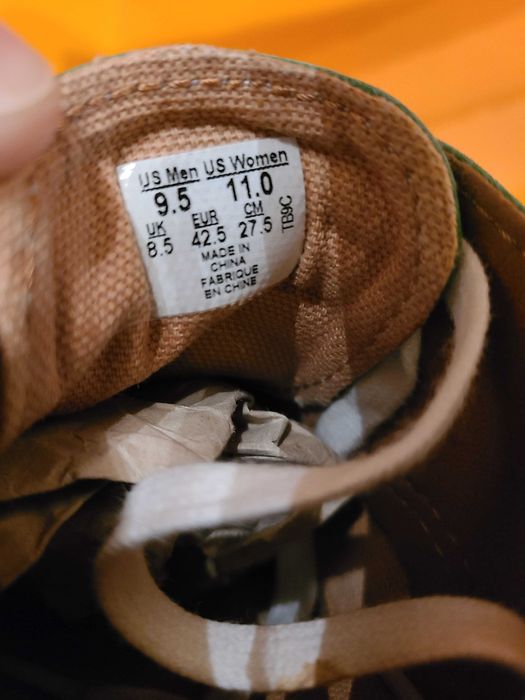 US Men US Women
9.5 11.0
UK EUR CM
8.5 42.5 27.5
TB9C
MADE IN
CHINA
FABRIQUE
EN CHINE